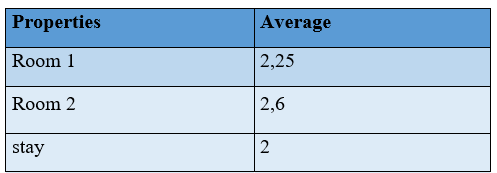 Properties Average
Room 1 2,25
Room 2 2,6
stay 2